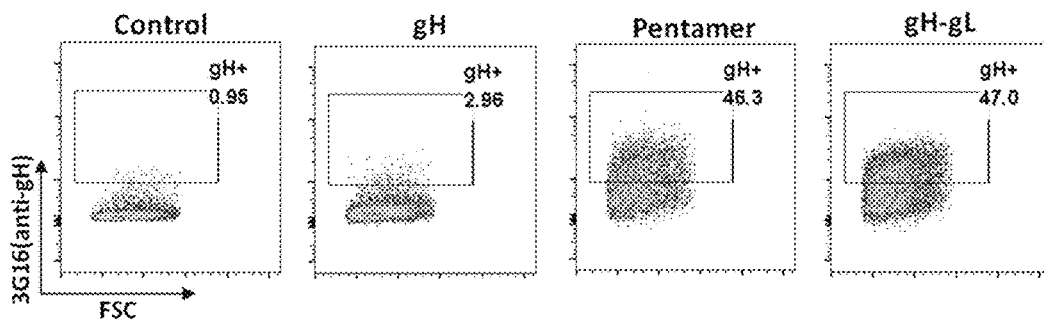 Control
gH
Pentamer
gH-gL
gH+
0.95
gH+
2.96
gH+
46.3
gH+
47.0
3G16(anti-gH)
FSC